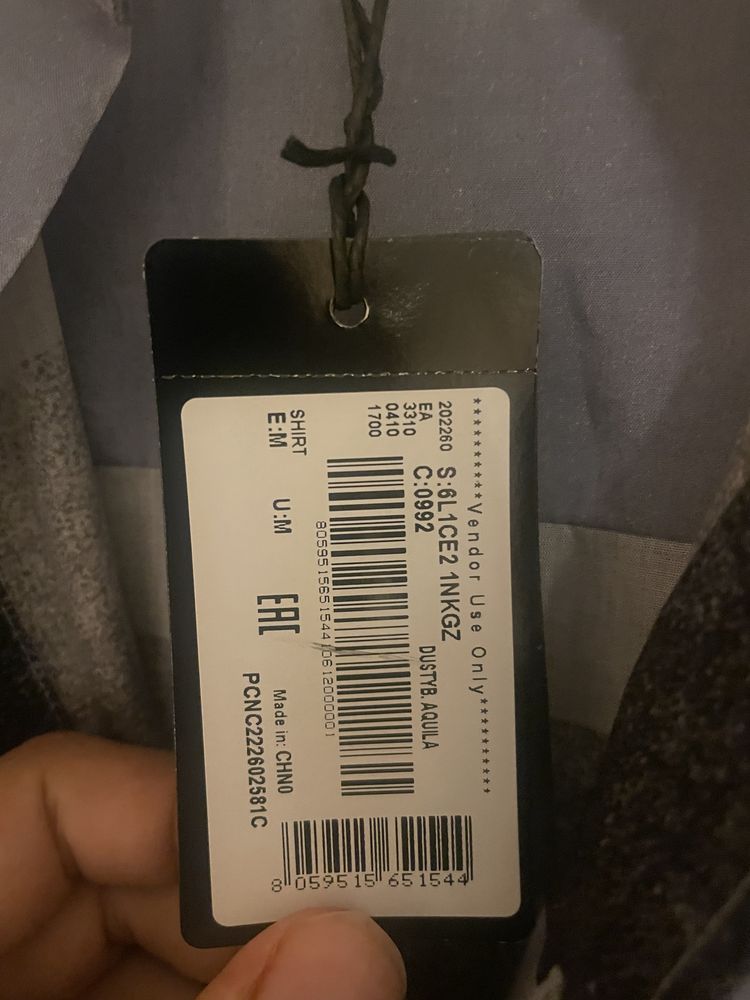 ************Vendor Use Only************
202260 S:6L1CE2 1NKGZ
EA C:0992 DUSTYB. AQUILA
3310
0410
1700
8059515651544
SHIRT
E:M U:M EAC
Made in: CHN0
PCNC222602581C
8 059515 651544